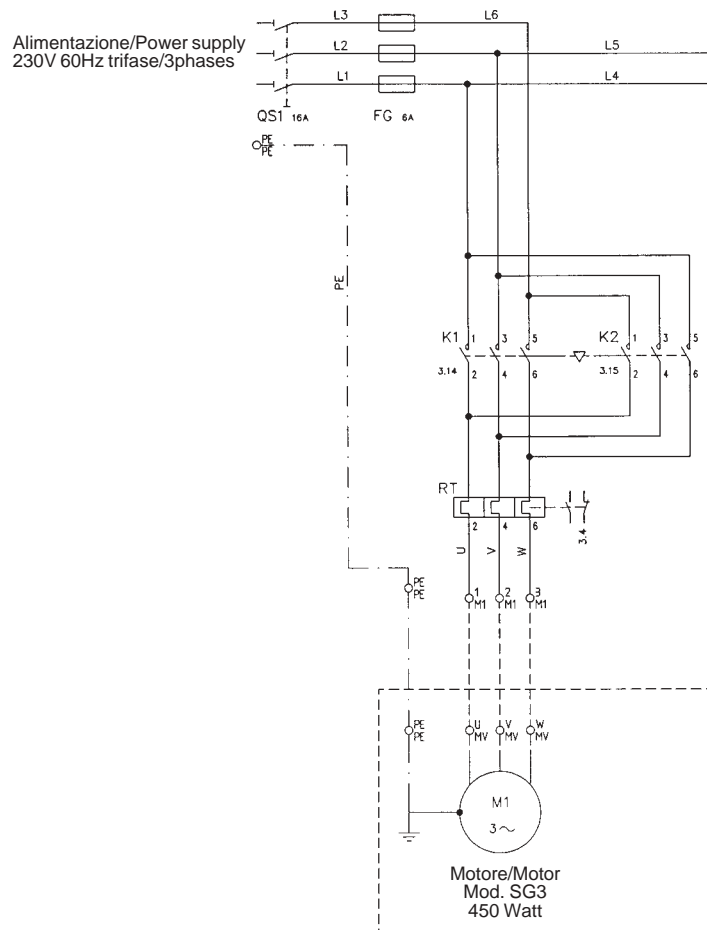 L3 L6
Alimentazione/Power supply
230V 60Hz trifase/3phases
L2 L5
L1 L4
QS1 16A FG 6A
PE
PE
PE
K1 1 3 5 K2 1 3 5
3.14 2 4 6 3.15 2 4 6
RT
2 4 6
3.4
U V W
PE
PE
1 2 3
M1 M1 M1
PE
PE
U V W
MV MV MV
M1
3~
Motore/Motor
Mod. SG3
450 Watt